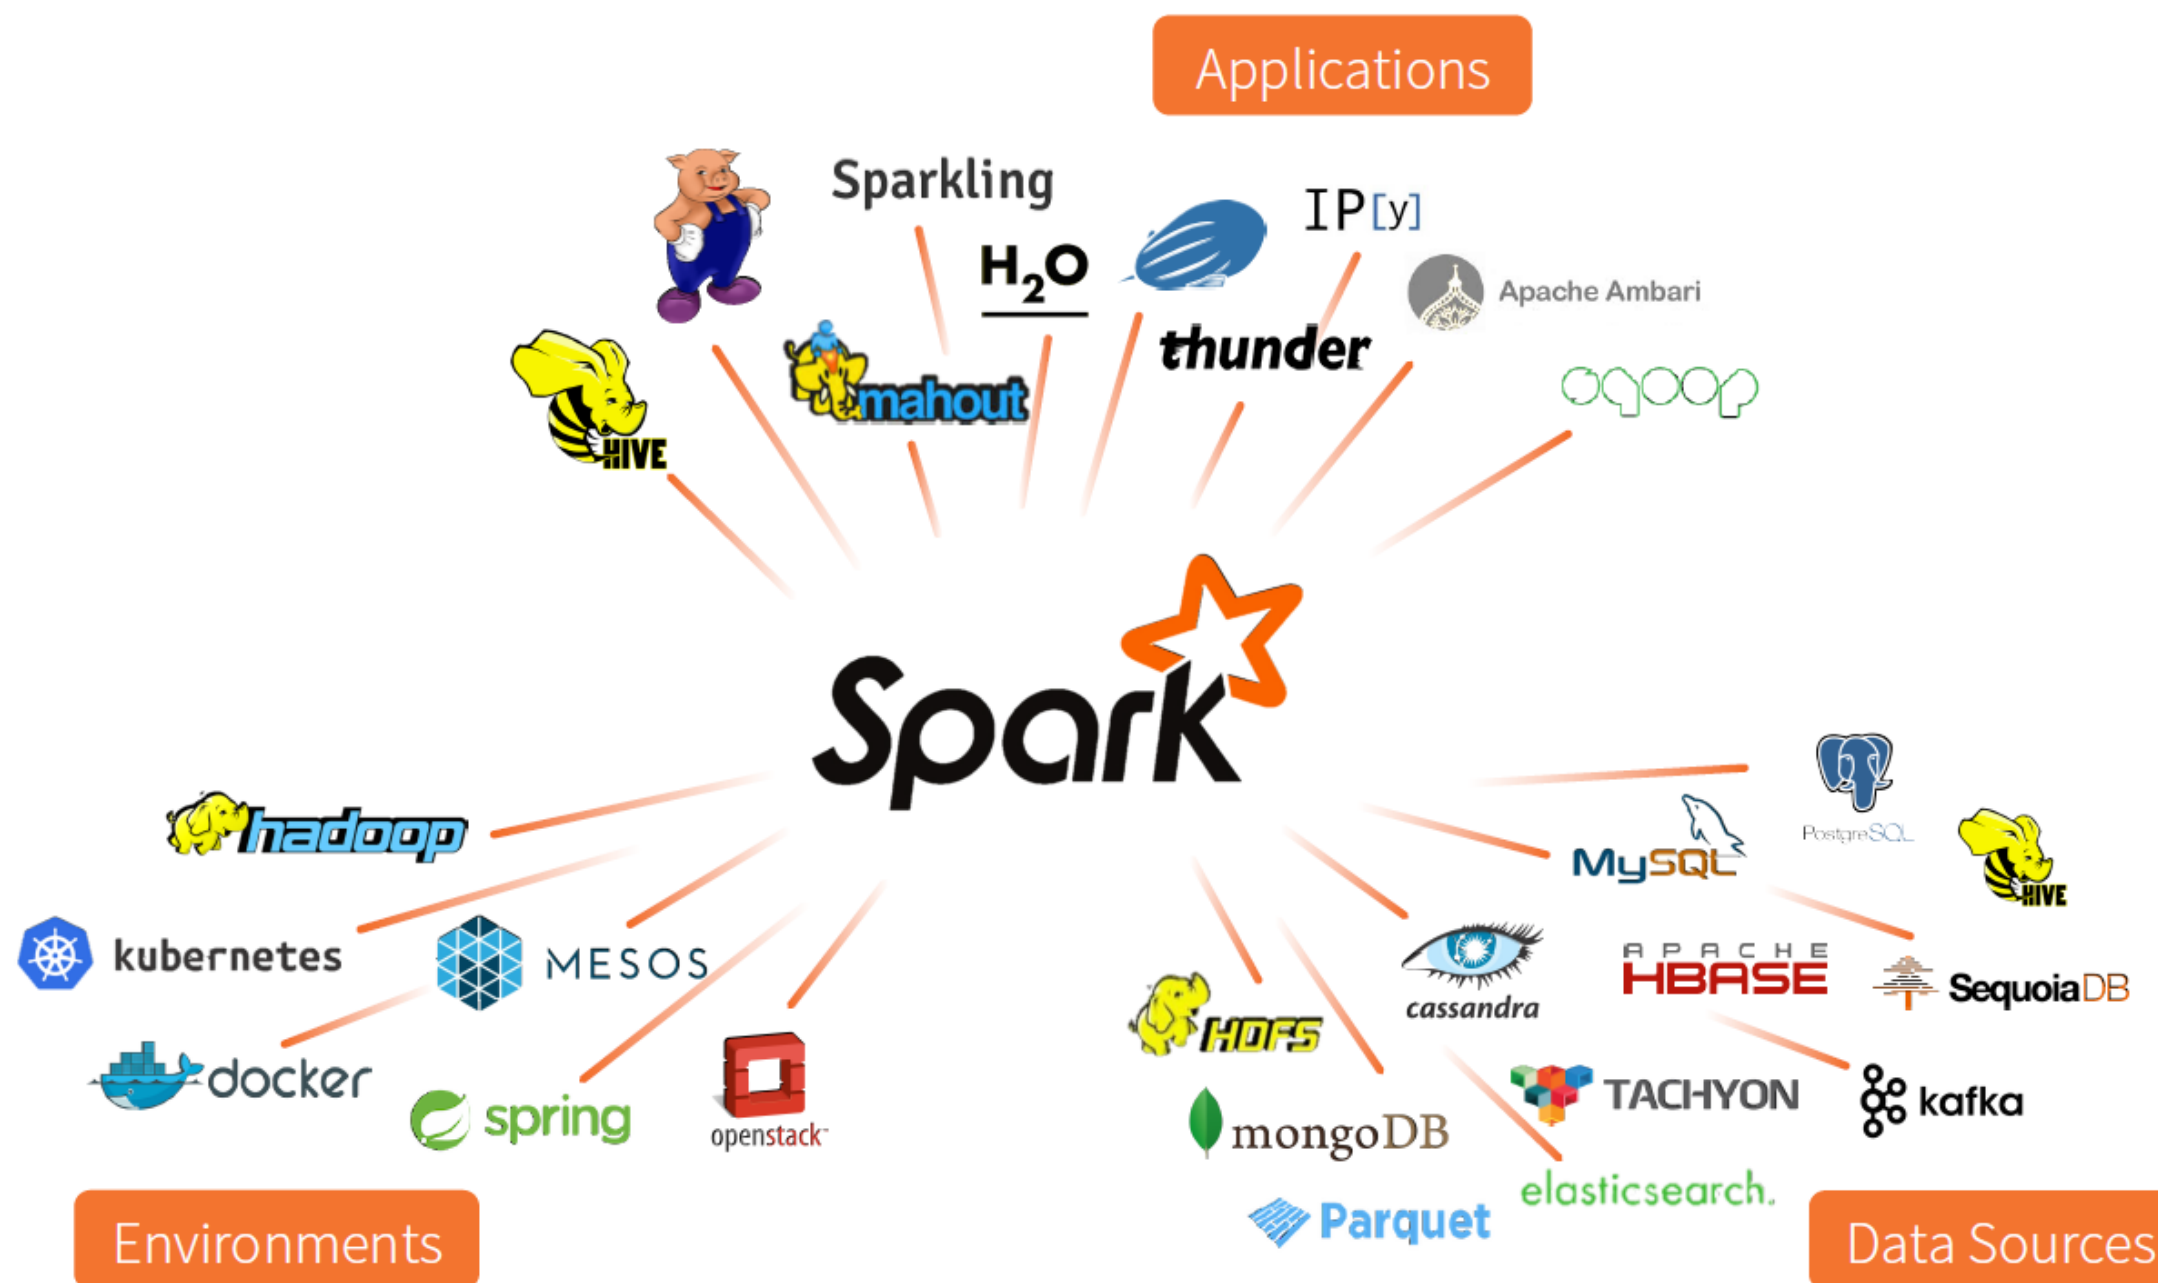 Applications
Sparkling
H2O
IP[y]
Apache Ambari
thunder
mahout
sqoop
HIVE
Spark
hadoop
kubernetes
MESOS
docker
spring
openstack
Environments
PostgreSQL
MySQL
HIVE
cassandra
APACHE
HBASE
SequoiaDB
HDFS
TACHYON
kafka
mongoDB
elasticsearch.
Parquet
Data Sources